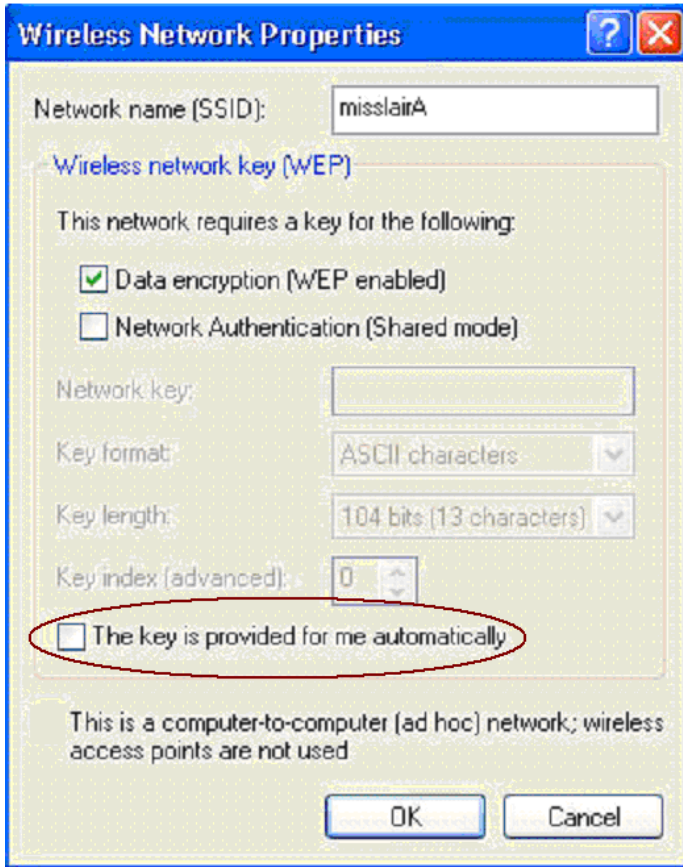 Wireless Network Properties
Network name (SSID): misslairA
Wireless network key (WEP)
This network requires a key for the following:
Data encryption (WEP enabled)
Network Authentication (Shared mode)
Network key:
Key format: ASCII characters
Key length: 104 bits (13 characters)
Key index (advanced): 0
The key is provided for me automatically
This is a computer-to-computer (ad hoc) network; wireless
access points are not used
OK Cancel